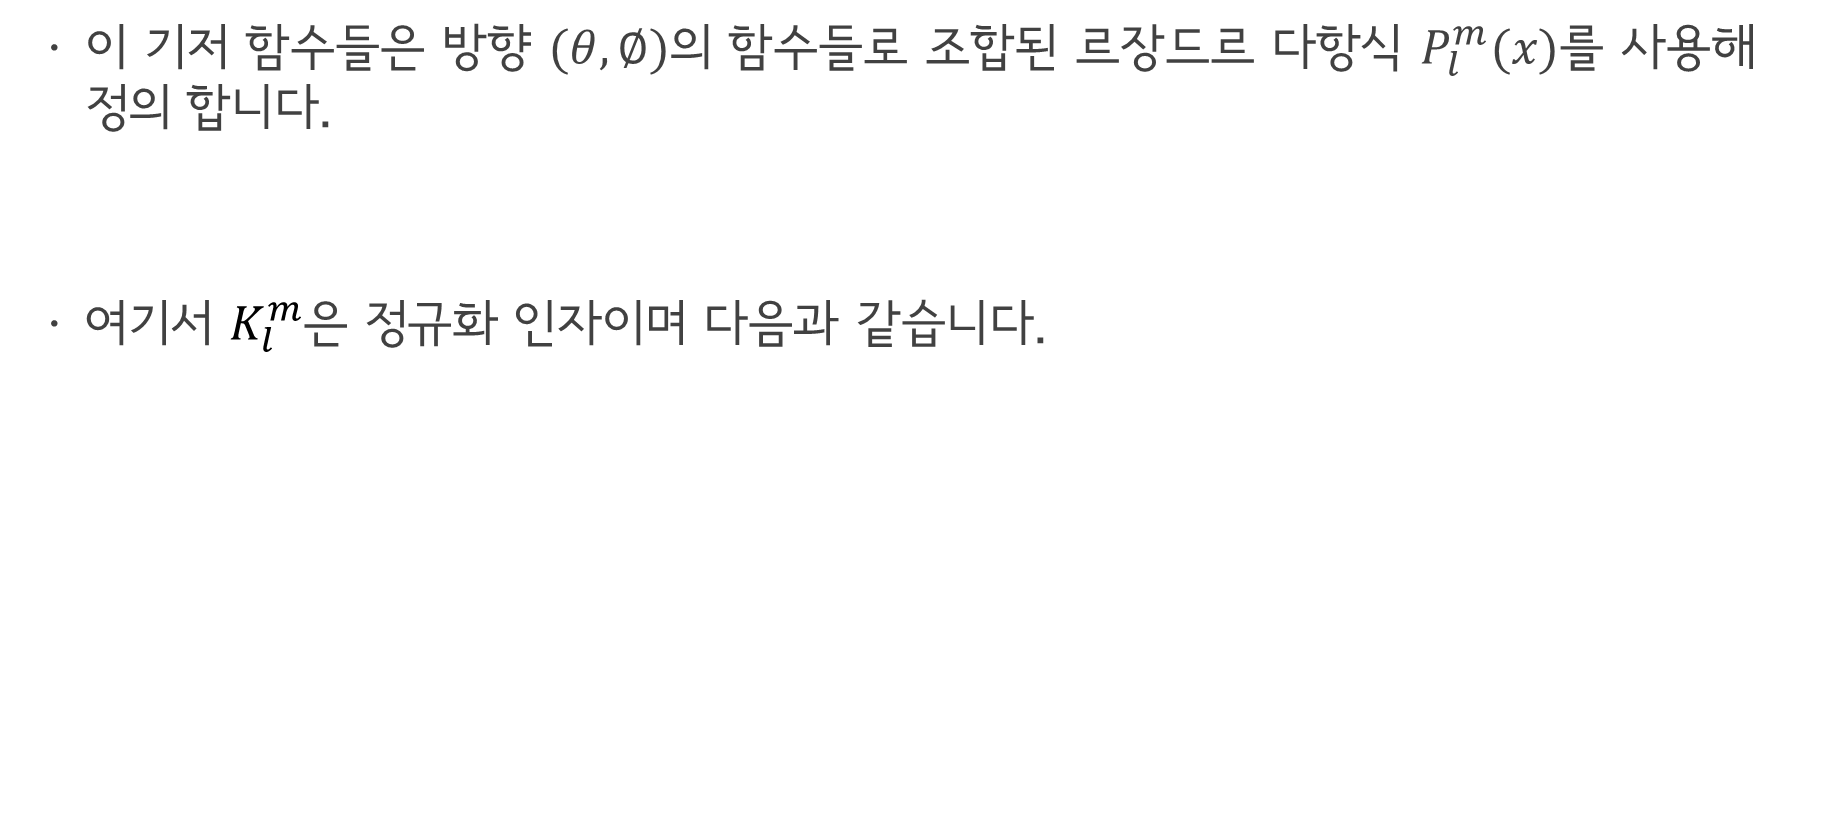 · 이 기저 함수들은 방향 (θ,∅)의 함수들로 조합된 르장드르 다항식 P_l^m(x)를 사용해
정의 합니다.
· 여기서 K_l^m은 정규화 인자이며 다음과 같습니다.